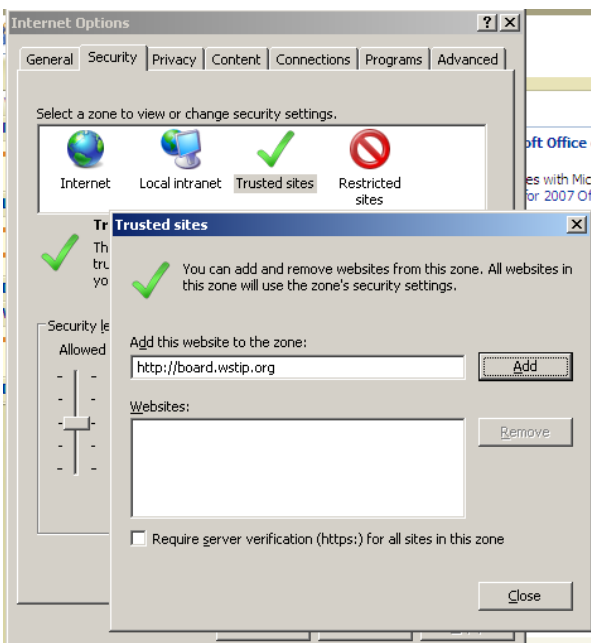 Internet Options
General Security Privacy Content Connections Programs Advanced
Select a zone to view or change security settings.
Internet Local intranet Trusted sites Restricted
sites
oft Office
es with Mic
for 2007 Of
Tr
Th
tru
yo
Trusted sites
You can add and remove websites from this zone. All websites in
this zone will use the zone's security settings.
Security le
Allowed
Add this website to the zone:
http://board.wstip.org
Add
Websites:
Remove
Require server verification (https:) for all sites in this zone
Close